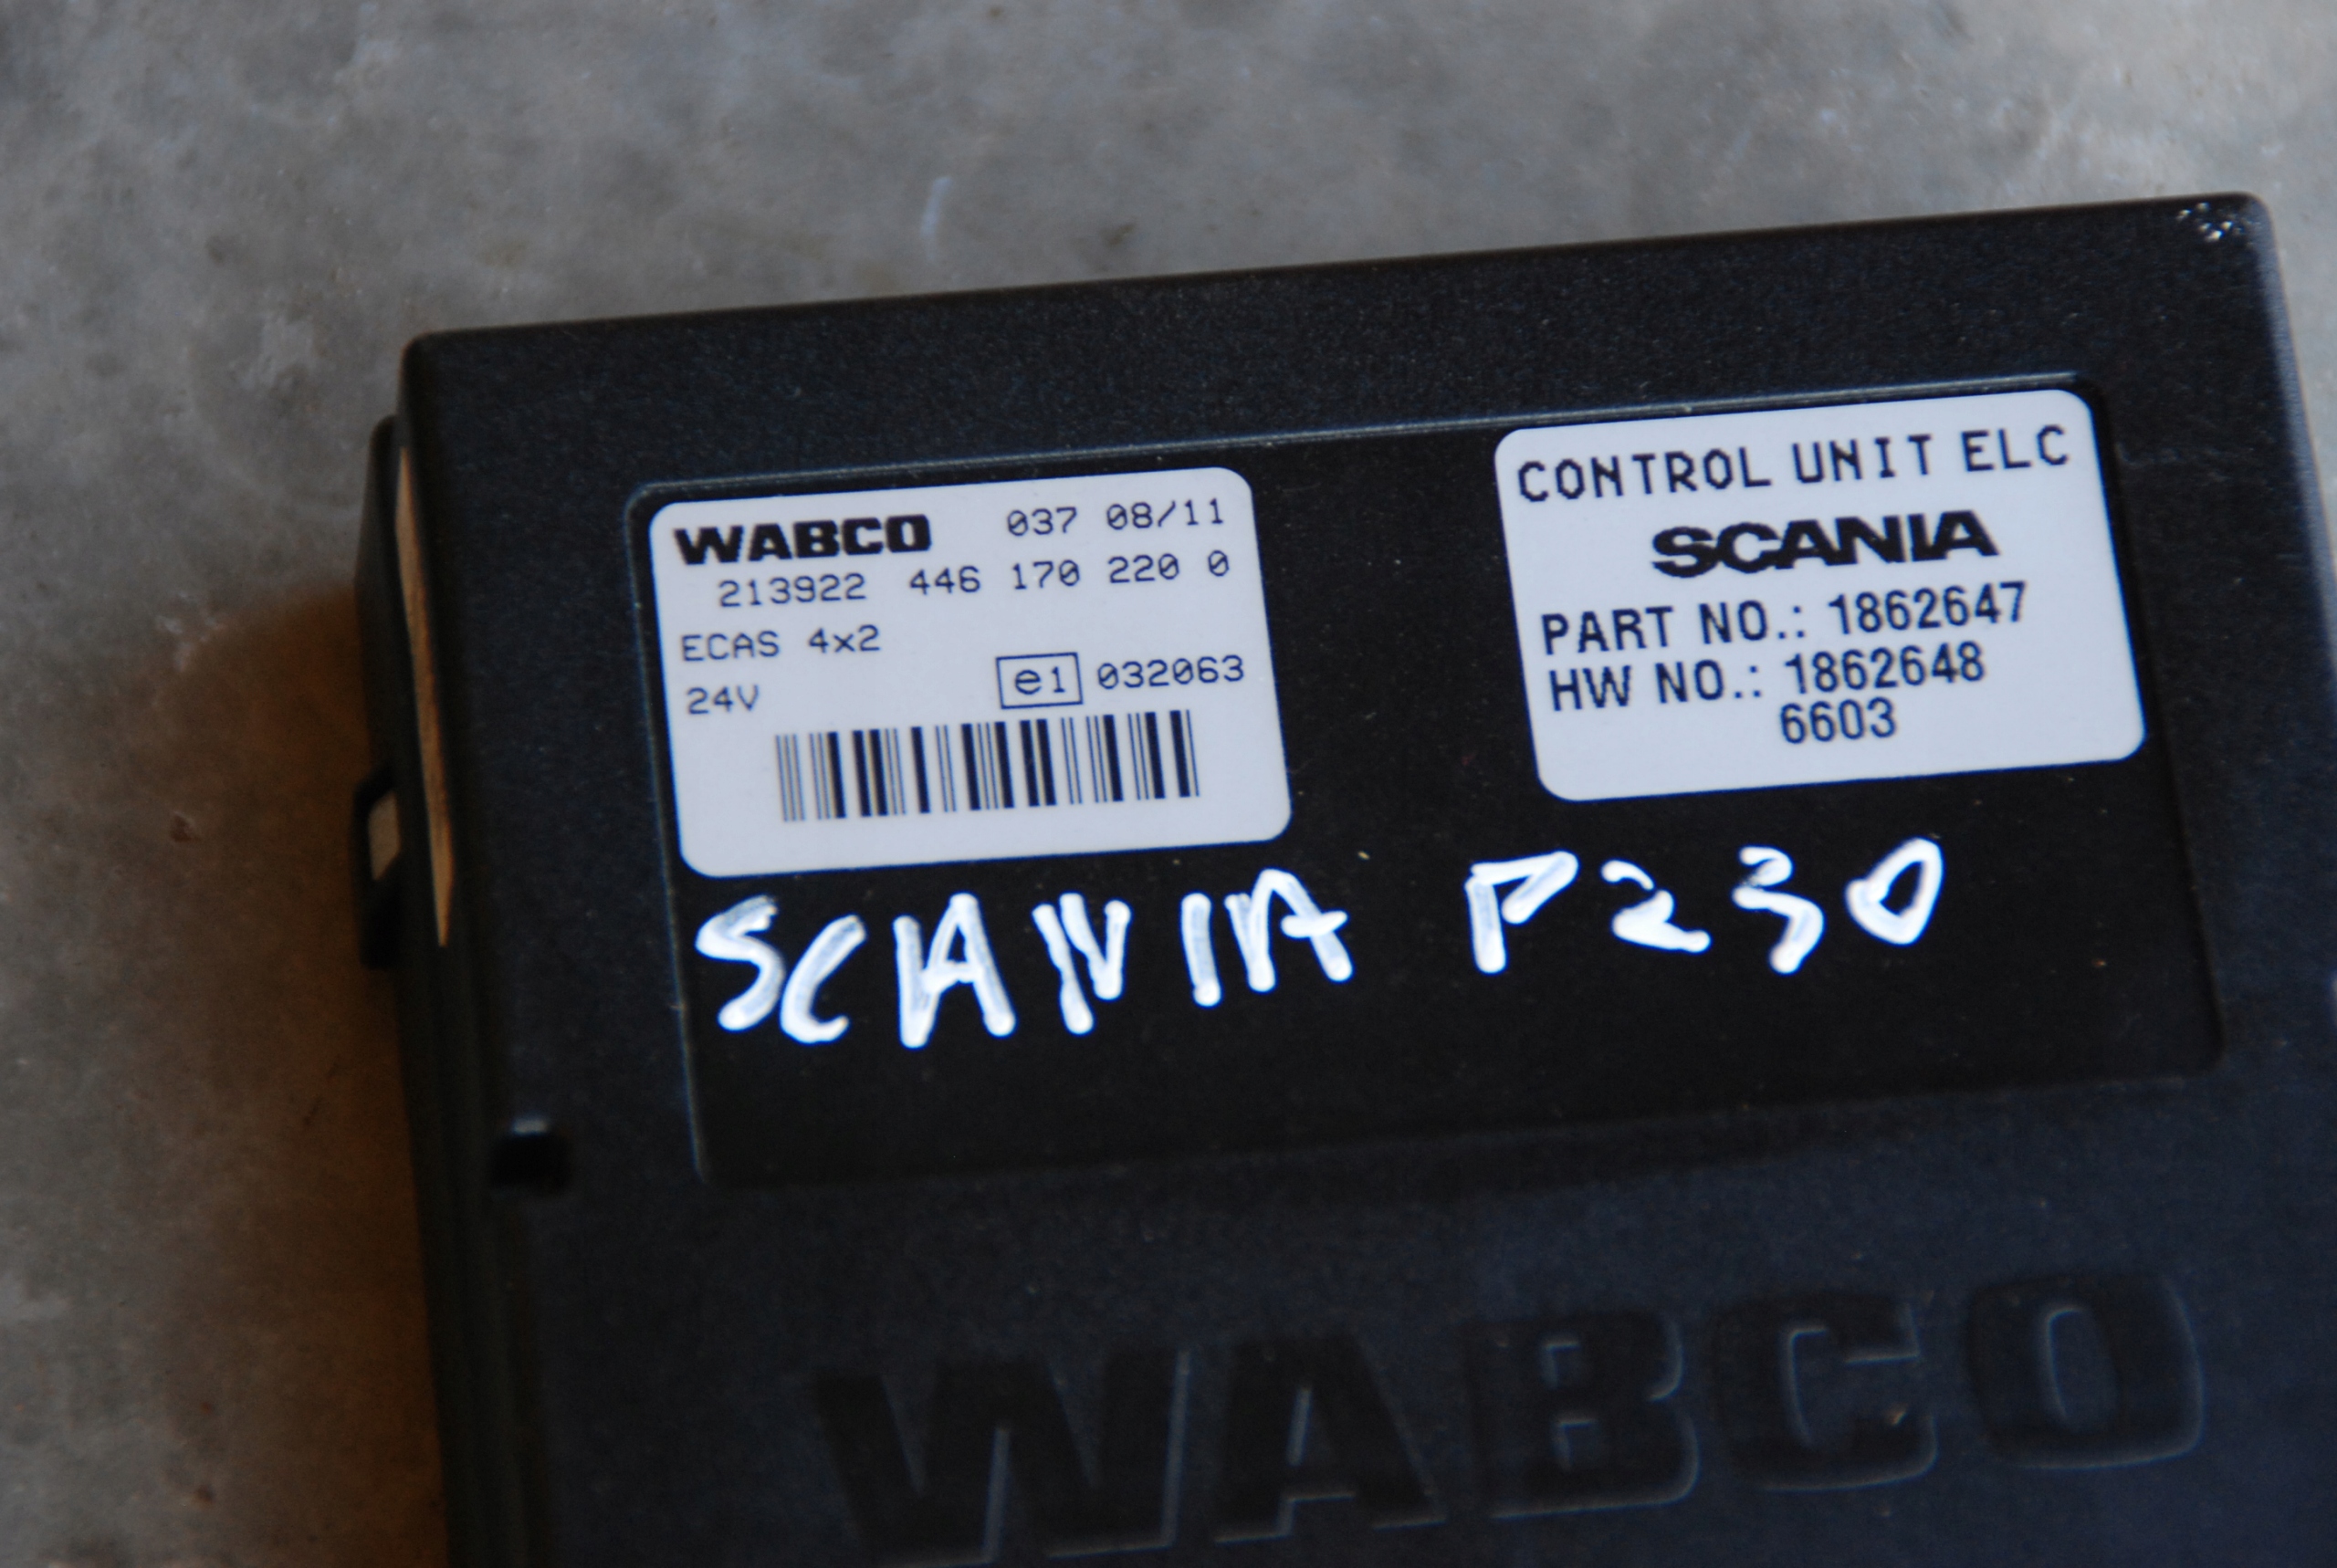 WABCO 037 08/11
213922 446 170 220 0
ECAS 4x2
24V e1 032063
CONTROL UNIT ELC
SCANIA
PART NO.: 1862647
HW NO.: 1862648
6603
SCANIA P230
WABCO